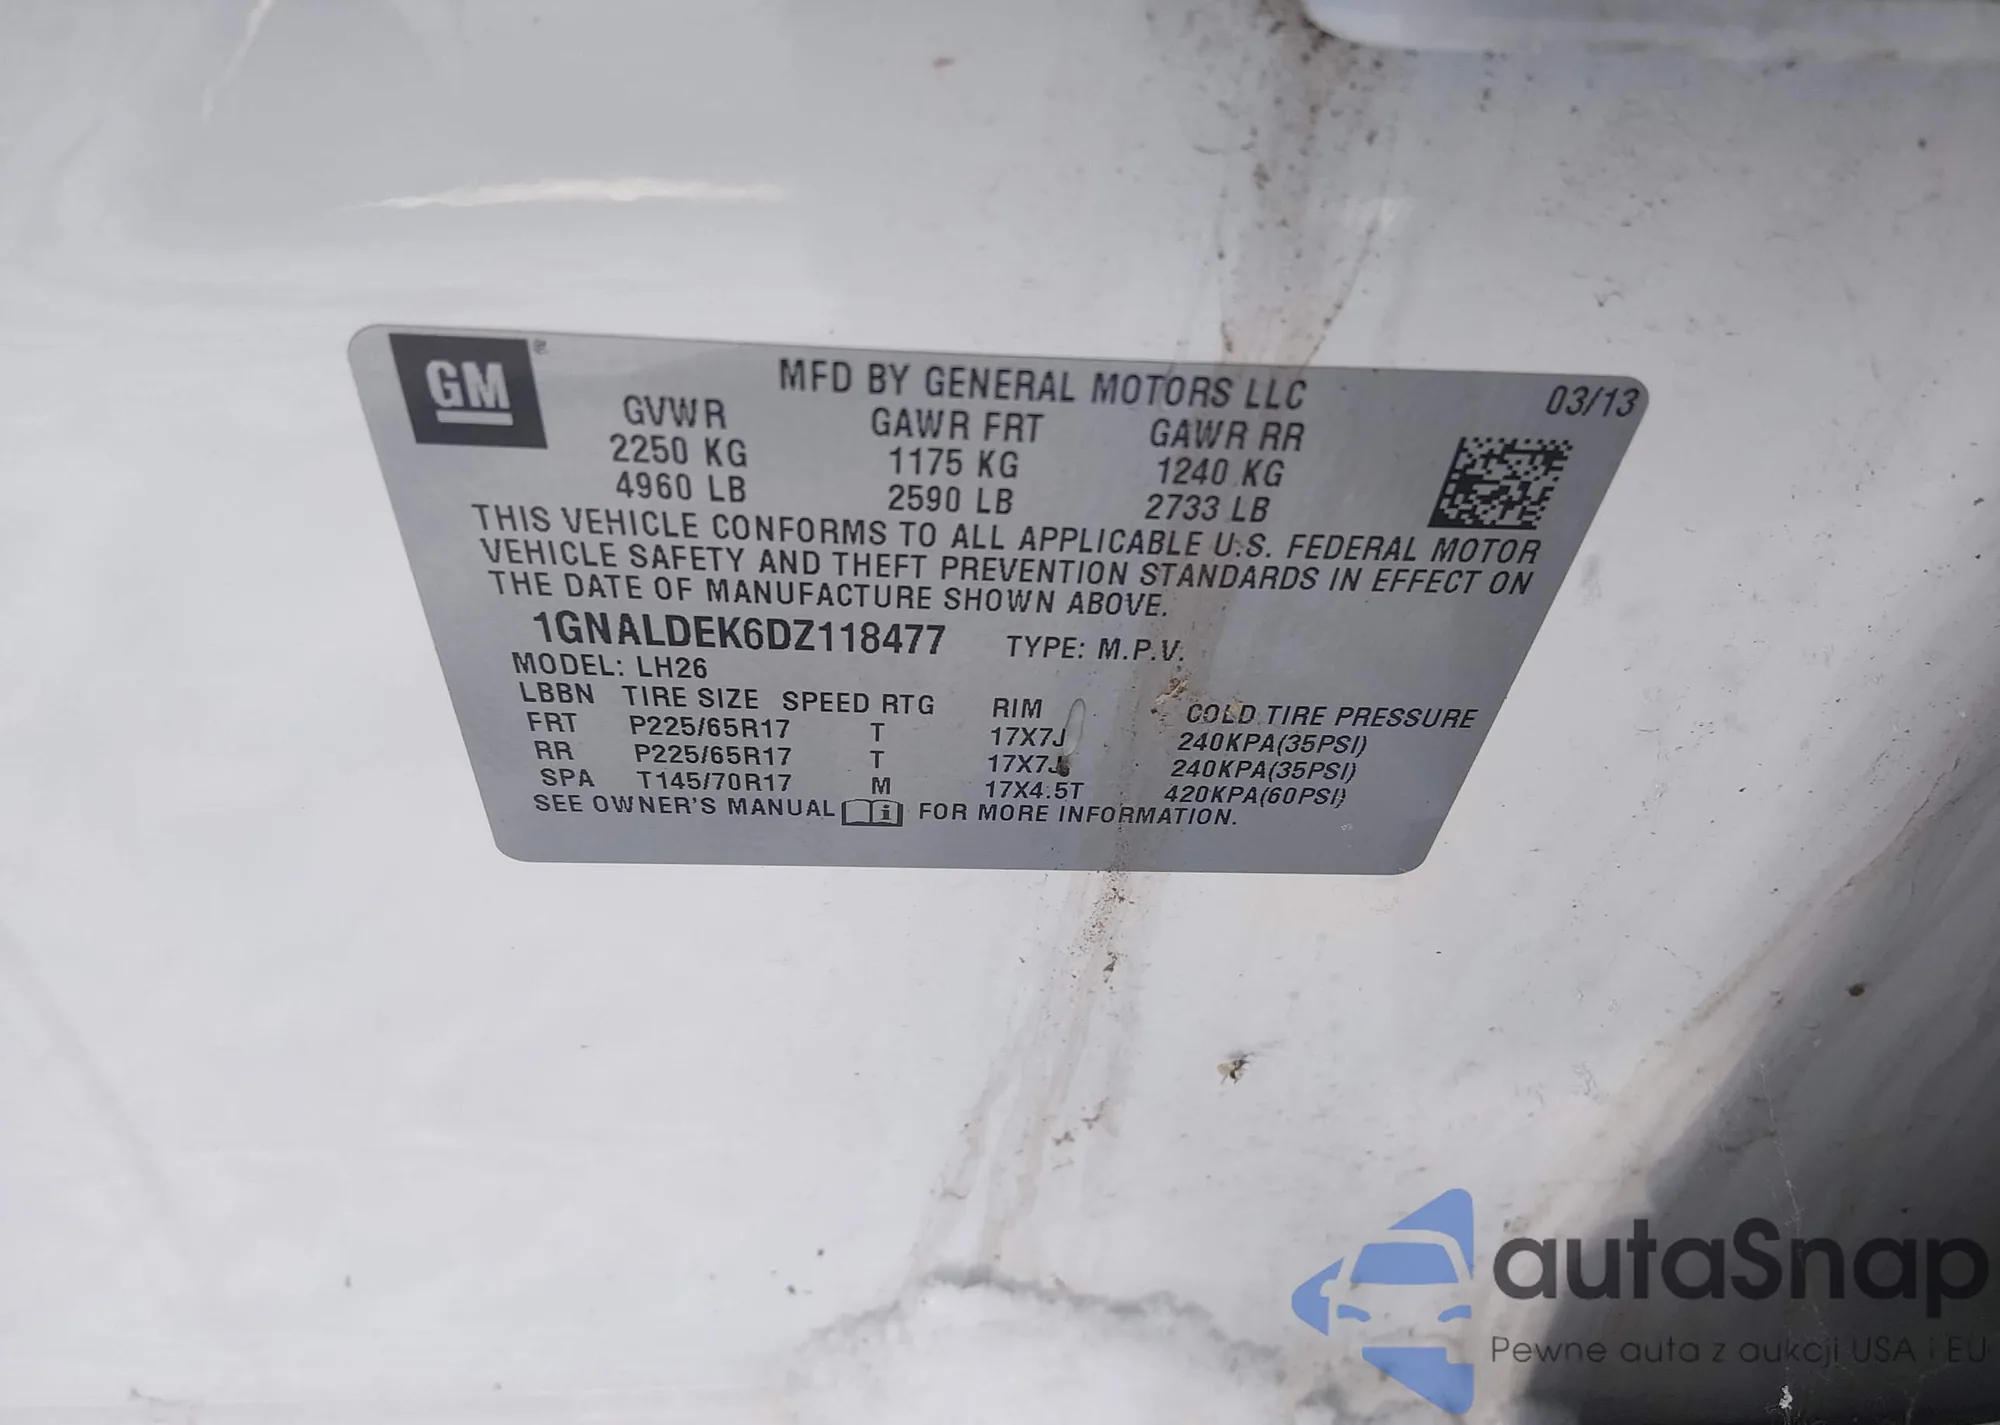 GM ®
MFD BY GENERAL MOTORS LLC 03/13
GVWR GAWR FRT GAWR RR
2250 KG 1175 KG 1240 KG
4960 LB 2590 LB 2733 LB
THIS VEHICLE CONFORMS TO ALL APPLICABLE U.S. FEDERAL MOTOR
VEHICLE SAFETY AND THEFT PREVENTION STANDARDS IN EFFECT ON
THE DATE OF MANUFACTURE SHOWN ABOVE.
1GNALDEK6DZ118477 TYPE: M.P.V.
MODEL: LH26
LBBN TIRE SIZE SPEED RTG RIM COLD TIRE PRESSURE
FRT P225/65R17 T 17X7J 240KPA(35PSI)
RR P225/65R17 T 17X7J 240KPA(35PSI)
SPA T145/70R17 M 17X4.5T 420KPA(60PSI)
SEE OWNER'S MANUAL i FOR MORE INFORMATION.
autaSnap
Pewne auta z aukcji USA i EU